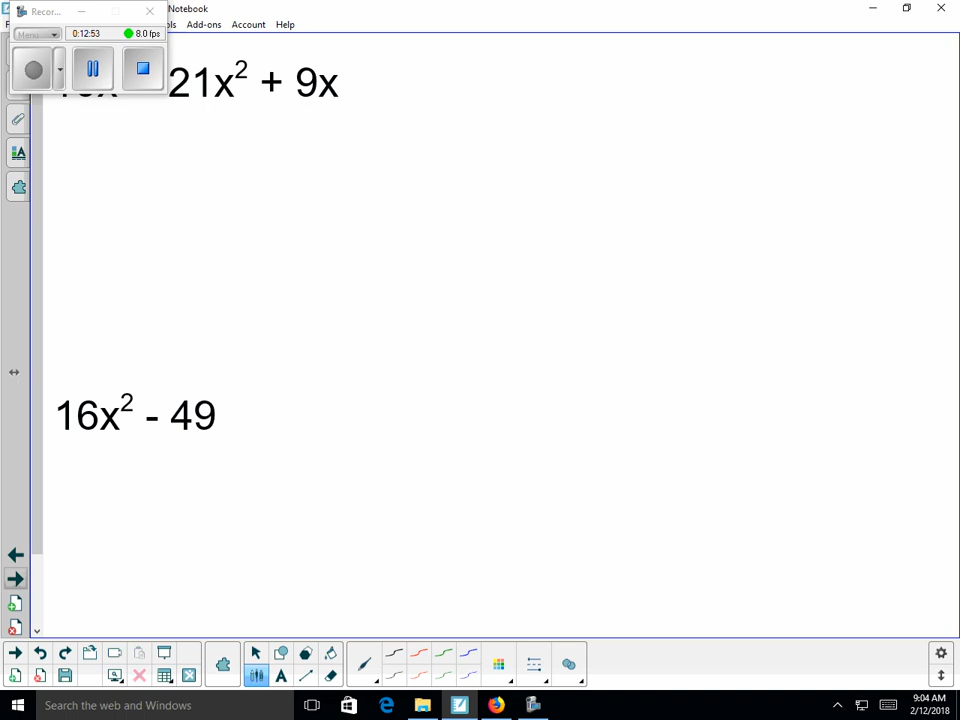 Recor...
Notebook
Menu
0:12:53
8.0 fps
Add-ons Account Help
21x² + 9x
16x² - 49
Search the web and Windows
9:04 AM
2/12/2018